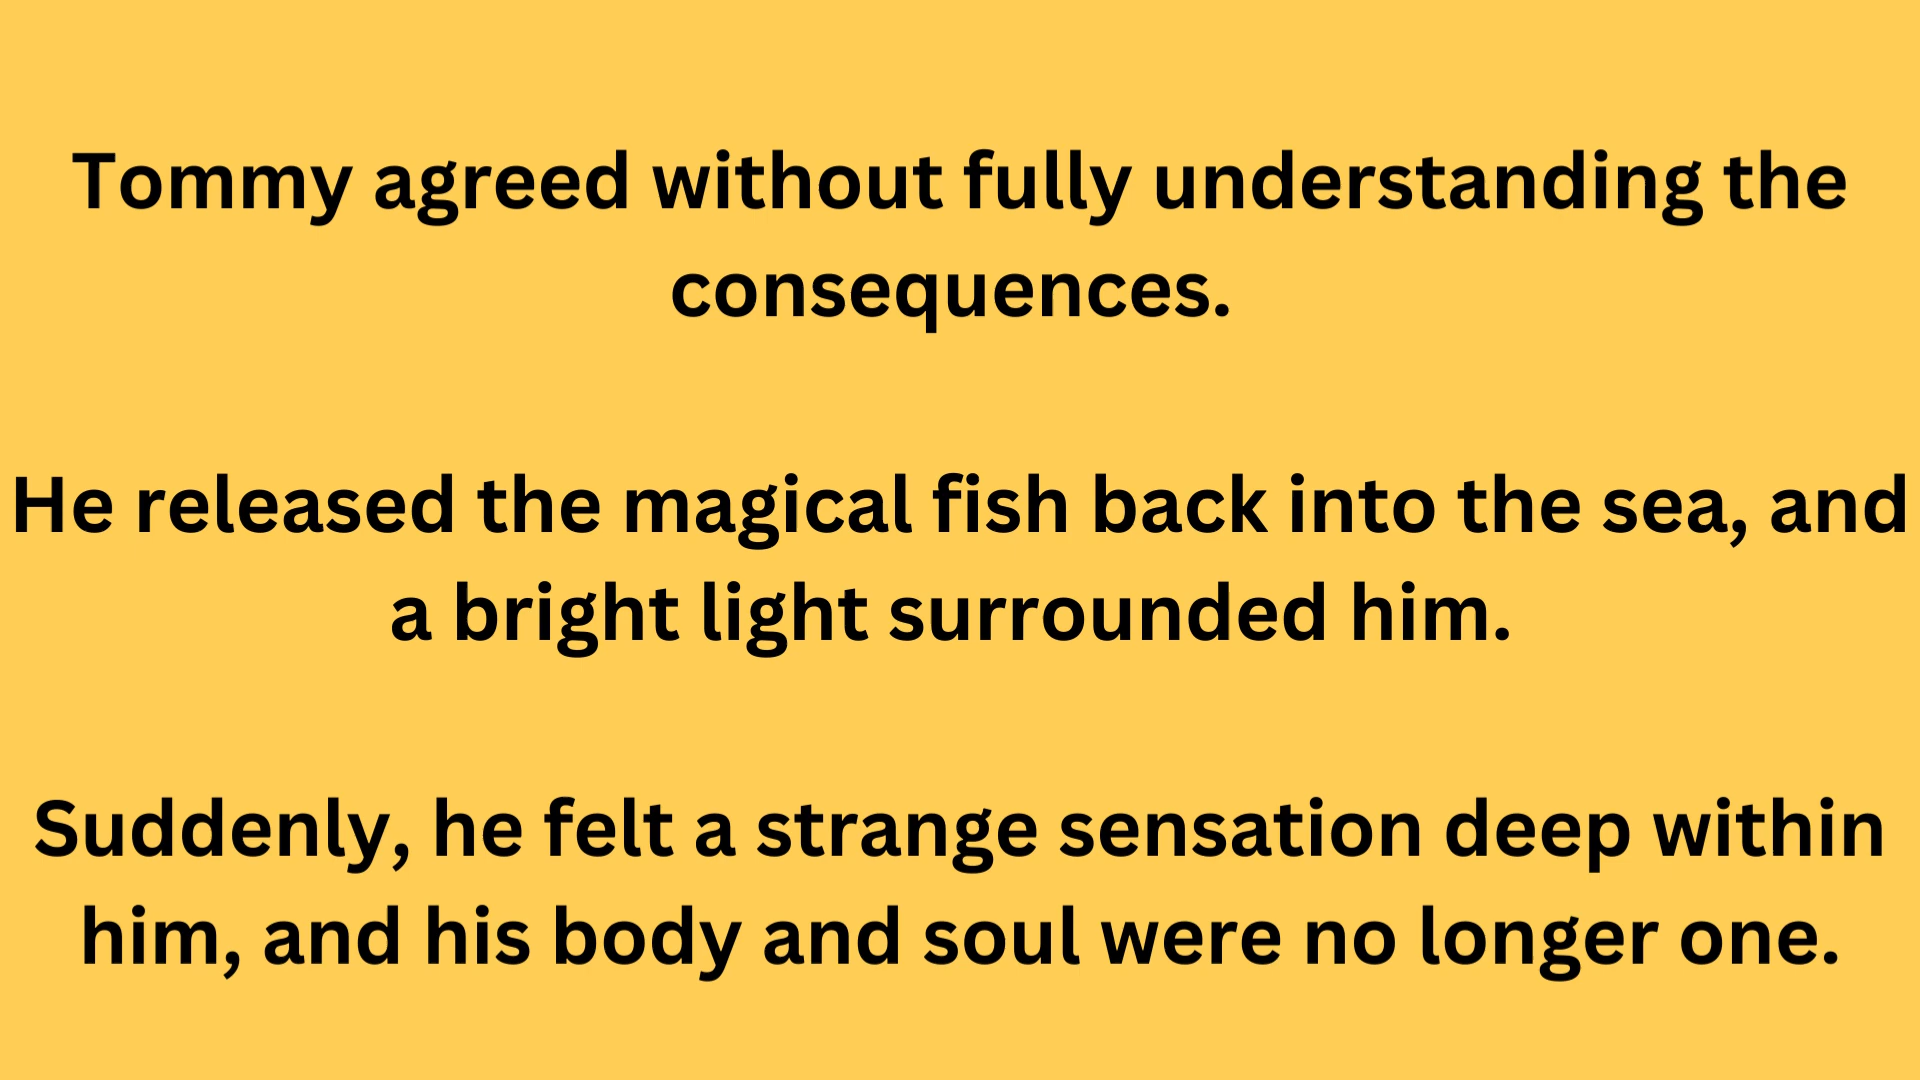 Tommy agreed without fully understanding the
consequences.
He released the magical fish back into the sea, and
a bright light surrounded him.
Suddenly, he felt a strange sensation deep within
him, and his body and soul were no longer one.